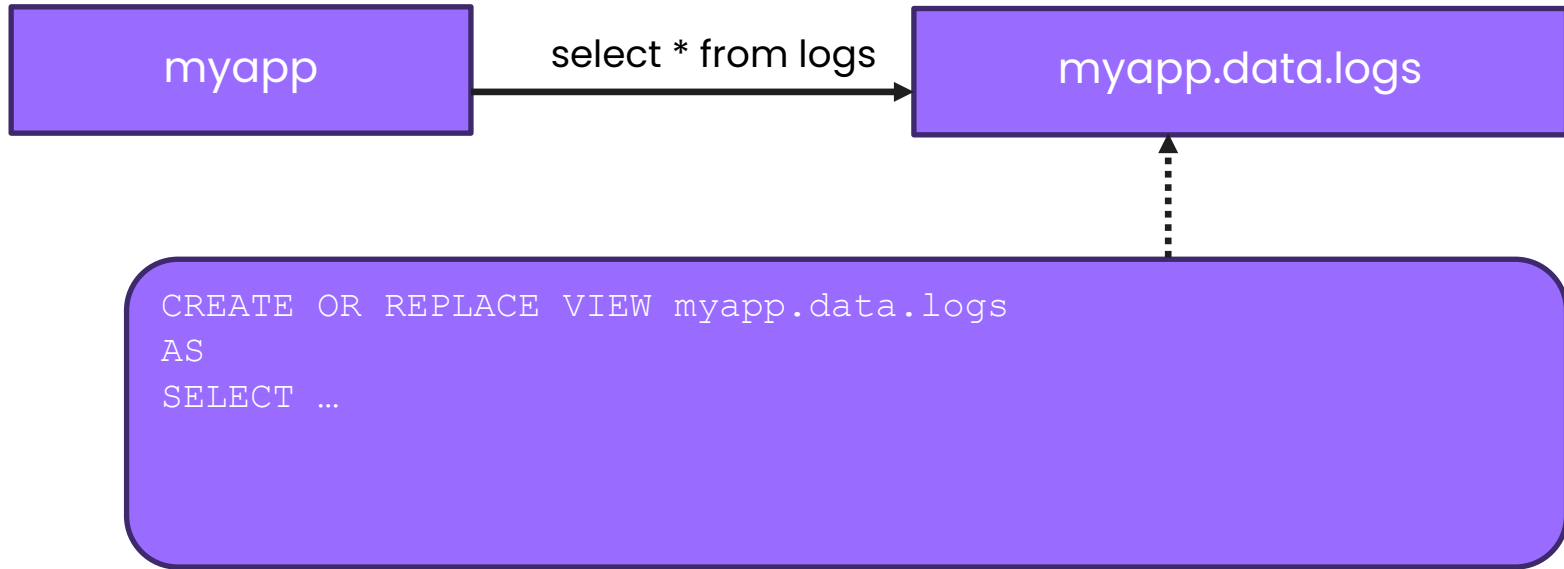 myapp
select * from logs
myapp.data.logs
CREATE OR REPLACE VIEW myapp.data.logs
AS
SELECT …